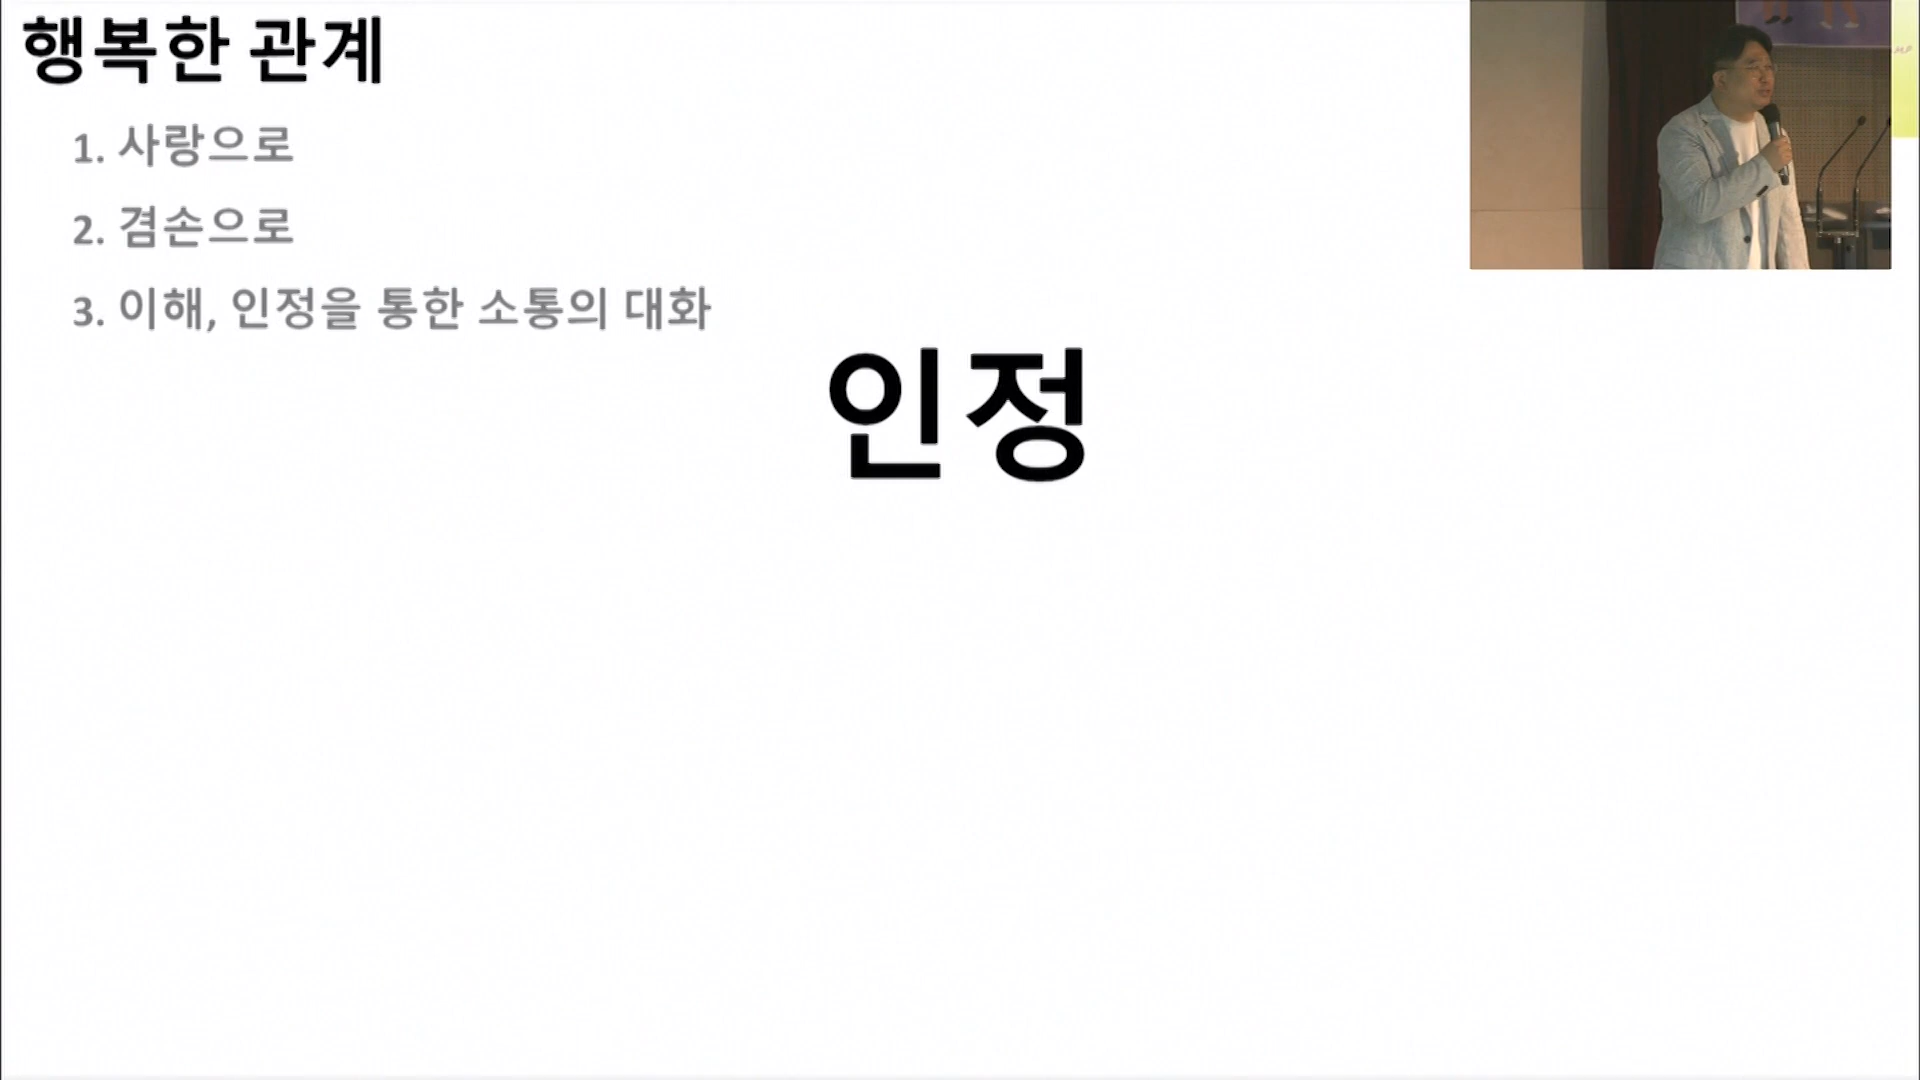 행복한 관계
1. 사랑으로
2. 겸손으로
3. 이해, 인정을 통한 소통의 대화
인정